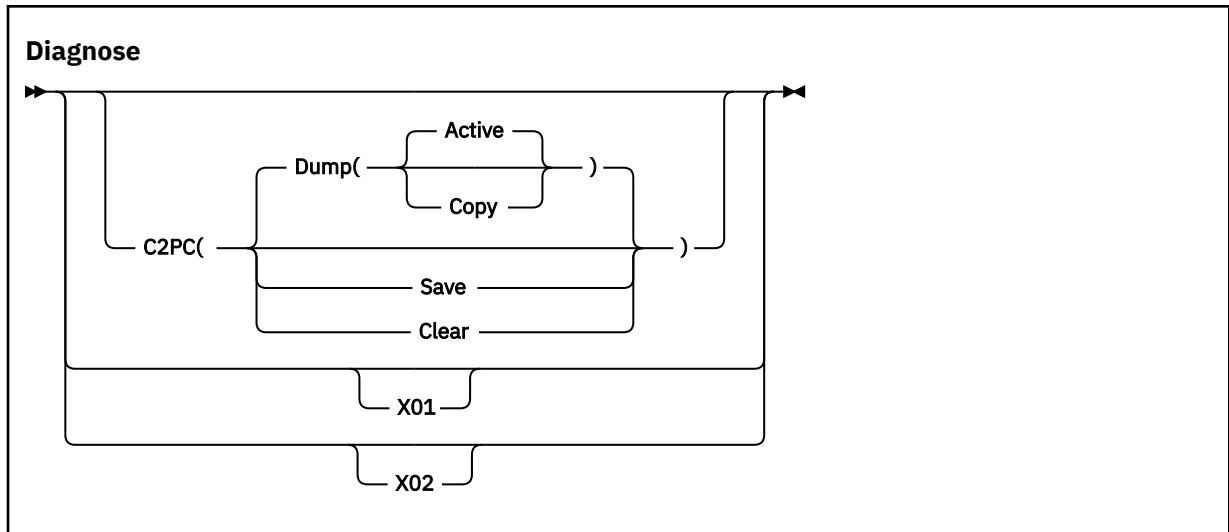 Diagnose
Active
Dump( )
Copy
C2PC( )
Save
Clear
X01
X02